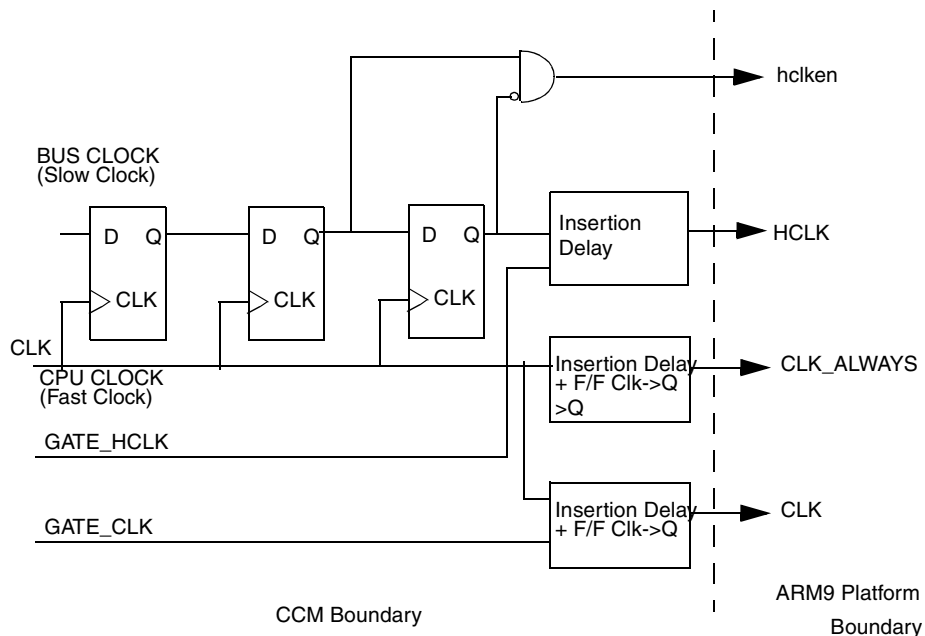 hclken
BUS CLOCK
(Slow Clock)
D Q
CLK
D Q
CLK
D Q
CLK
Insertion
Delay
HCLK
CLK
CPU CLOCK
(Fast Clock)
Insertion Delay
+ F/F Clk->Q
>Q
CLK_ALWAYS
GATE_HCLK
GATE_CLK
Insertion Delay
+ F/F Clk->Q
CLK
CCM Boundary
ARM9 Platform
Boundary